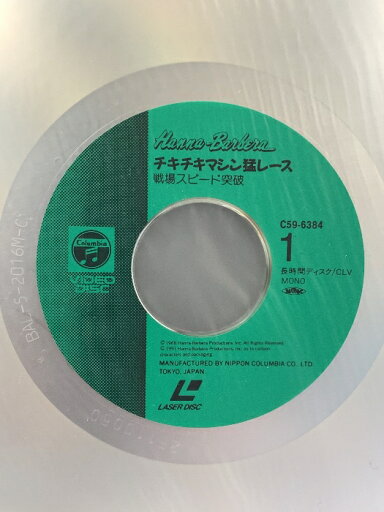 Hanna-Barbera
チキチキマシン猛レース
戦場スピード突破
C59-6384
1
長時間ディスク/CLV
MONO
Columbia
VIDEO
DISC
MANUFACTURED BY NIPPON COLUMBIA CO. LTD.
TOKYO, JAPAN.
LASER DISC